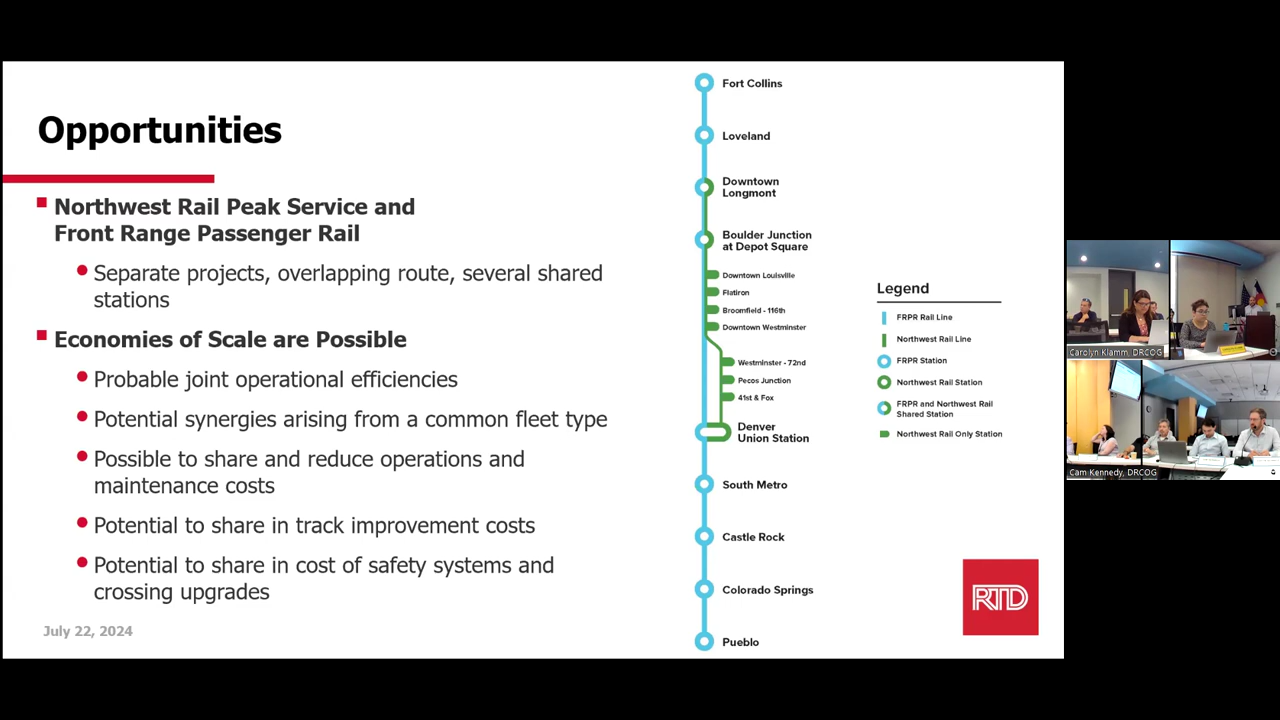 Opportunities
Northwest Rail Peak Service and
Front Range Passenger Rail
Separate projects, overlapping route, several shared
stations
Economies of Scale are Possible
Probable joint operational efficiencies
Potential synergies arising from a common fleet type
Possible to share and reduce operations and
maintenance costs
Potential to share in track improvement costs
Potential to share in cost of safety systems and
crossing upgrades
July 22, 2024
Fort Collins
Loveland
Downtown
Longmont
Boulder Junction
at Depot Square
Downtown Louisville
Flatiron
Broomfield - 116th
Downtown Westminster
Westminster - 72nd
Pecos Junction
41st & Fox
Denver
Union Station
South Metro
Castle Rock
Colorado Springs
Pueblo
Legend
FRPR Rail Line
Northwest Rail Line
FRPR Station
Northwest Rail Station
FRPR and Northwest Rail
Shared Station
Northwest Rail Only Station
RTD
Carolyn Klamm, DRCOG
Cam Kennedy, DRCOG